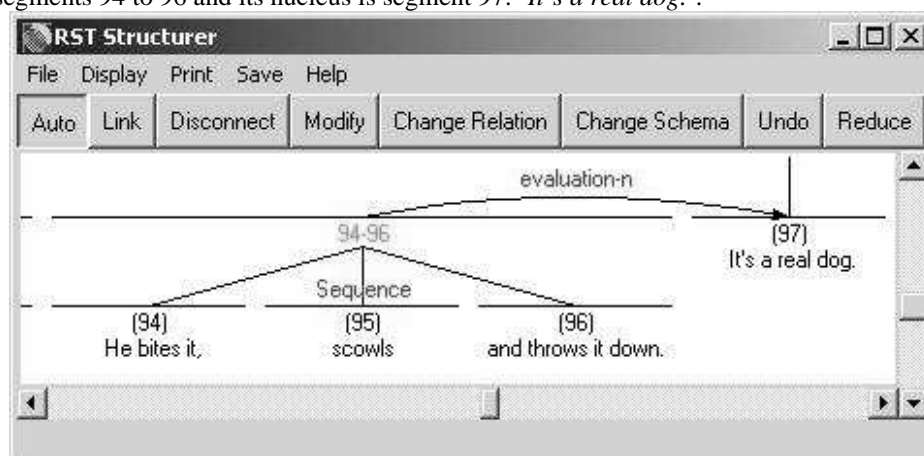 segments 94 to 96 and its nucleus is segment 97. "It's a real dog.".
RST Structurer
File Display Print Save Help
Auto Link Disconnect Modify Change Relation Change Schema Undo Reduce
evaluation-n
94-96
(97)
It's a real dog.
Sequence
(94) (95) (96)
He bites it, scowls and throws it down.